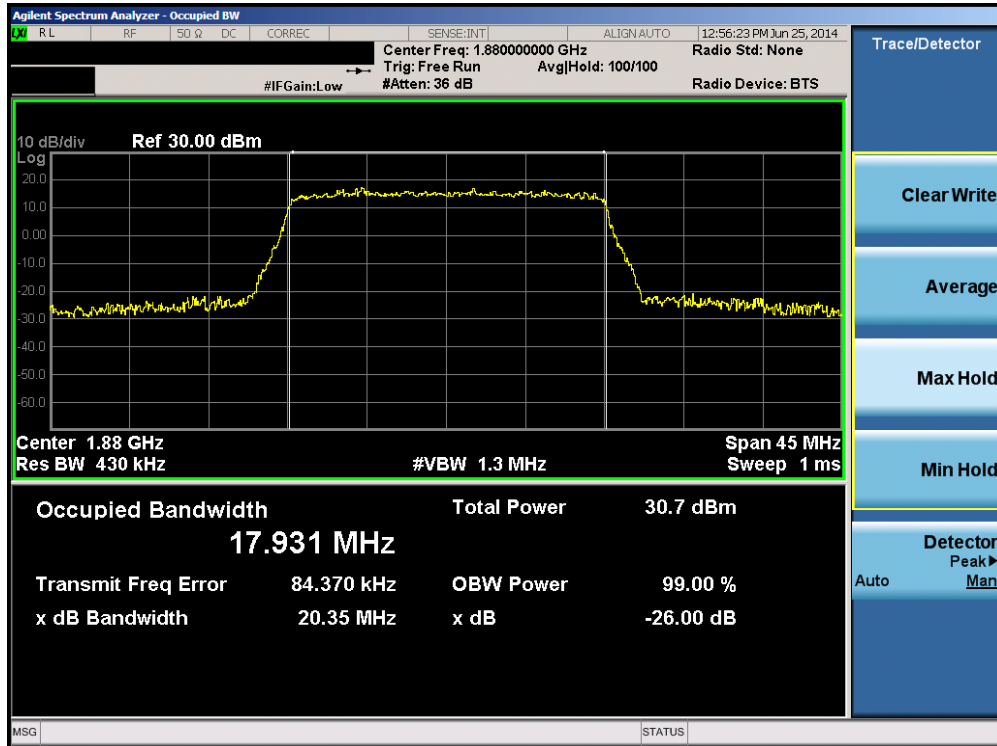 Agilent Spectrum Analyzer - Occupied BW
LXI RL RF 50 Ω DC CORREC SENSE:INT ALIGN AUTO 12:56:23 PM Jun 25, 2014
Center Freq: 1.880000000 GHz Radio Std: None
Trig: Free Run Avg|Hold: 100/100
#IFGain:Low #Atten: 36 dB Radio Device: BTS
10 dB/div Ref 30.00 dBm
Log
20.0
10.0
0.00
-10.0
-20.0
-30.0
-40.0
-50.0
-60.0
Center 1.88 GHz Span 45 MHz
Res BW 430 kHz #VBW 1.3 MHz Sweep 1 ms
Occupied Bandwidth Total Power 30.7 dBm
17.931 MHz
Transmit Freq Error 84.370 kHz OBW Power 99.00 %
x dB Bandwidth 20.35 MHz x dB -26.00 dB
MSG STATUS
Trace/Detector
Clear Write
Average
Max Hold
Min Hold
Detector
Peak▶
Auto Man